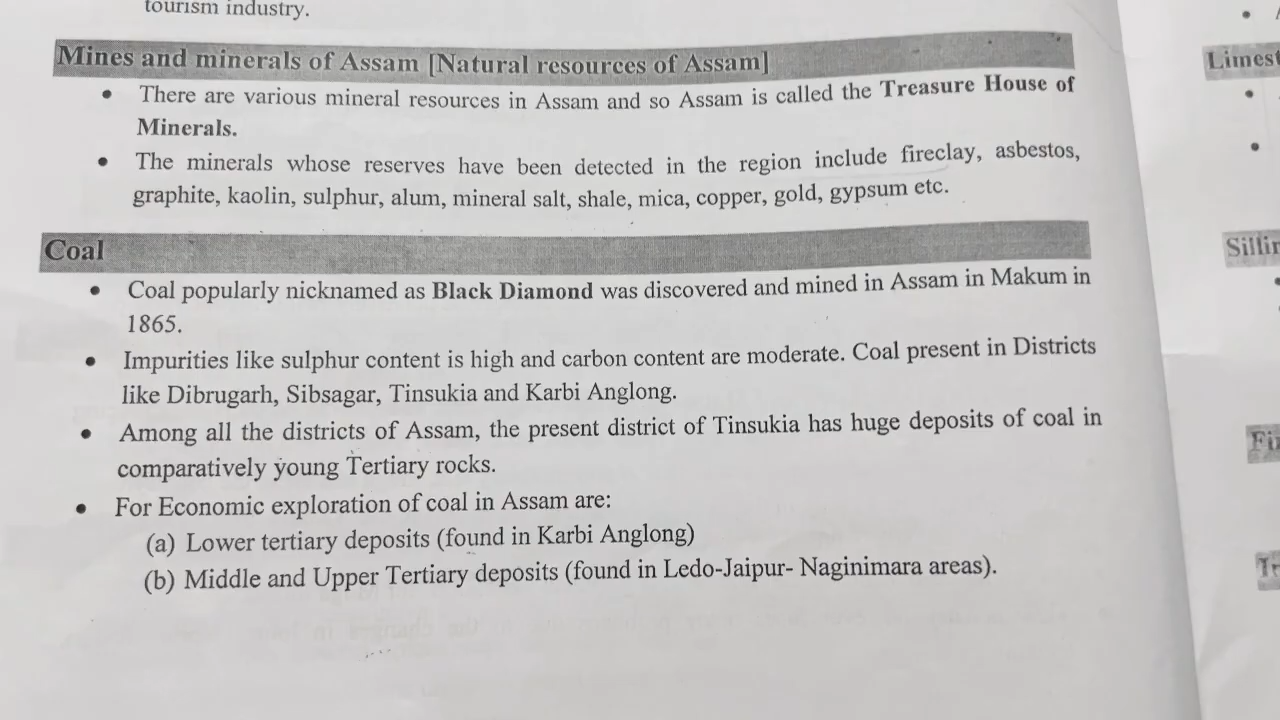 tourism industry.
Mines and minerals of Assam [Natural resources of Assam]
• There are various mineral resources in Assam and so Assam is called the Treasure House of
Minerals.
• The minerals whose reserves have been detected in the region include fireclay, asbestos,
graphite, kaolin, sulphur, alum, mineral salt, shale, mica, copper, gold, gypsum etc.
Coal
• Coal popularly nicknamed as Black Diamond was discovered and mined in Assam in Makum in
1865.
• Impurities like sulphur content is high and carbon content are moderate. Coal present in Districts
like Dibrugarh, Sibsagar, Tinsukia and Karbi Anglong.
• Among all the districts of Assam, the present district of Tinsukia has huge deposits of coal in
comparatively young Tertiary rocks.
• For Economic exploration of coal in Assam are:
(a) Lower tertiary deposits (found in Karbi Anglong)
(b) Middle and Upper Tertiary deposits (found in Ledo-Jaipur- Naginimara areas).